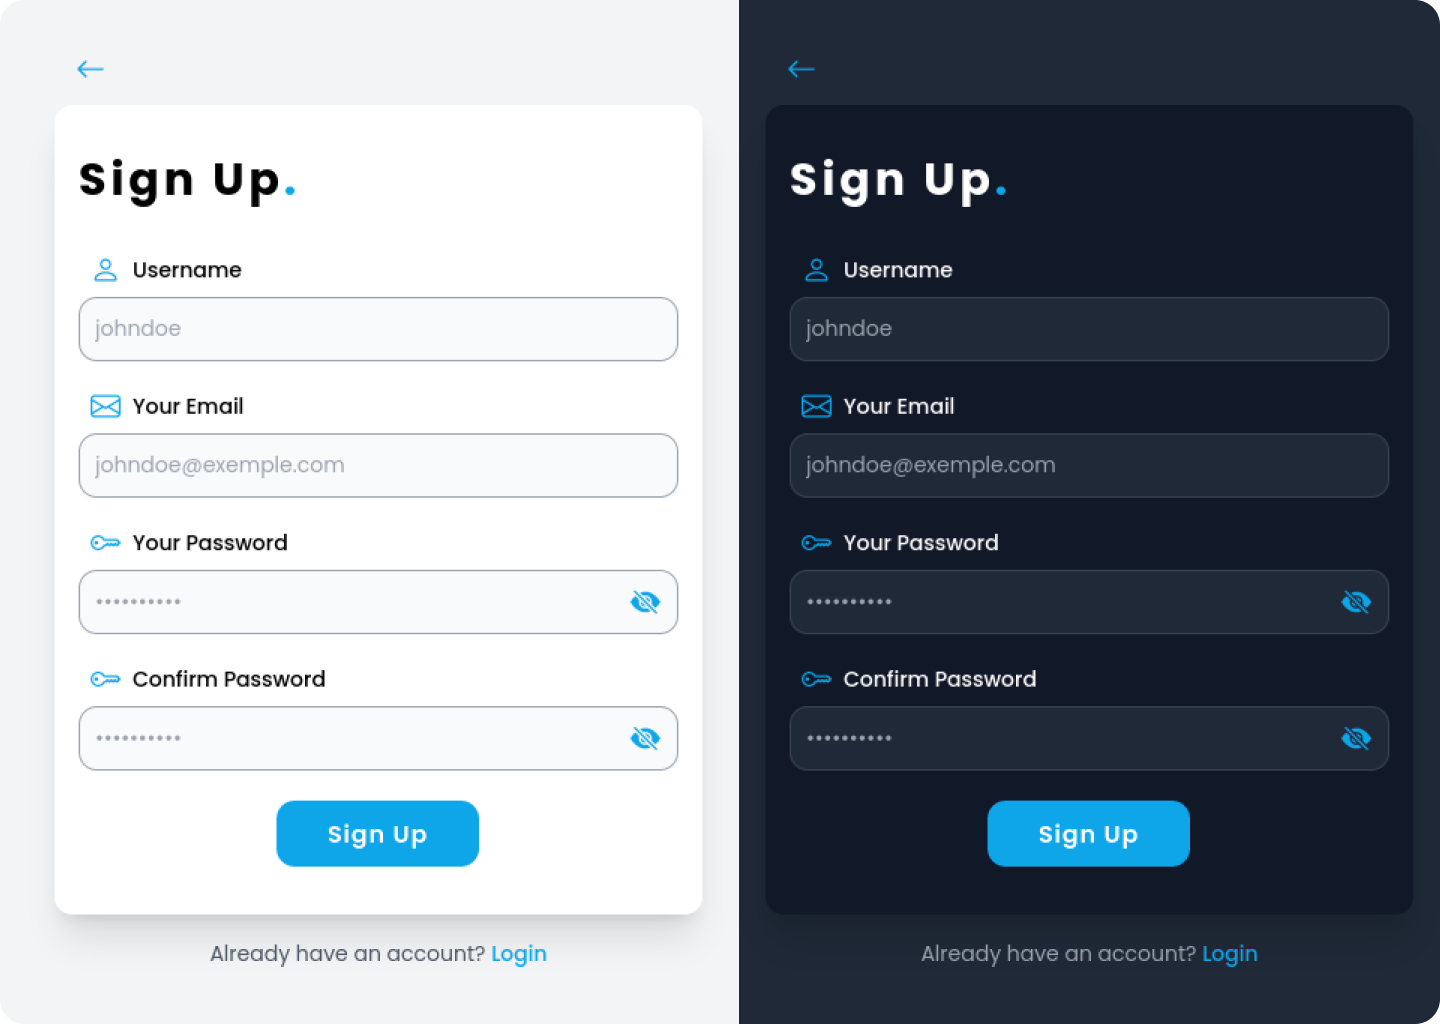 Sign Up.
Username
johndoe
Your Email
johndoe@exemple.com
Your Password
••••••••••
Confirm Password
••••••••••
Sign Up
Already have an account? Login
Sign Up.
Username
johndoe
Your Email
johndoe@exemple.com
Your Password
••••••••••
Confirm Password
••••••••••
Sign Up
Already have an account? Login